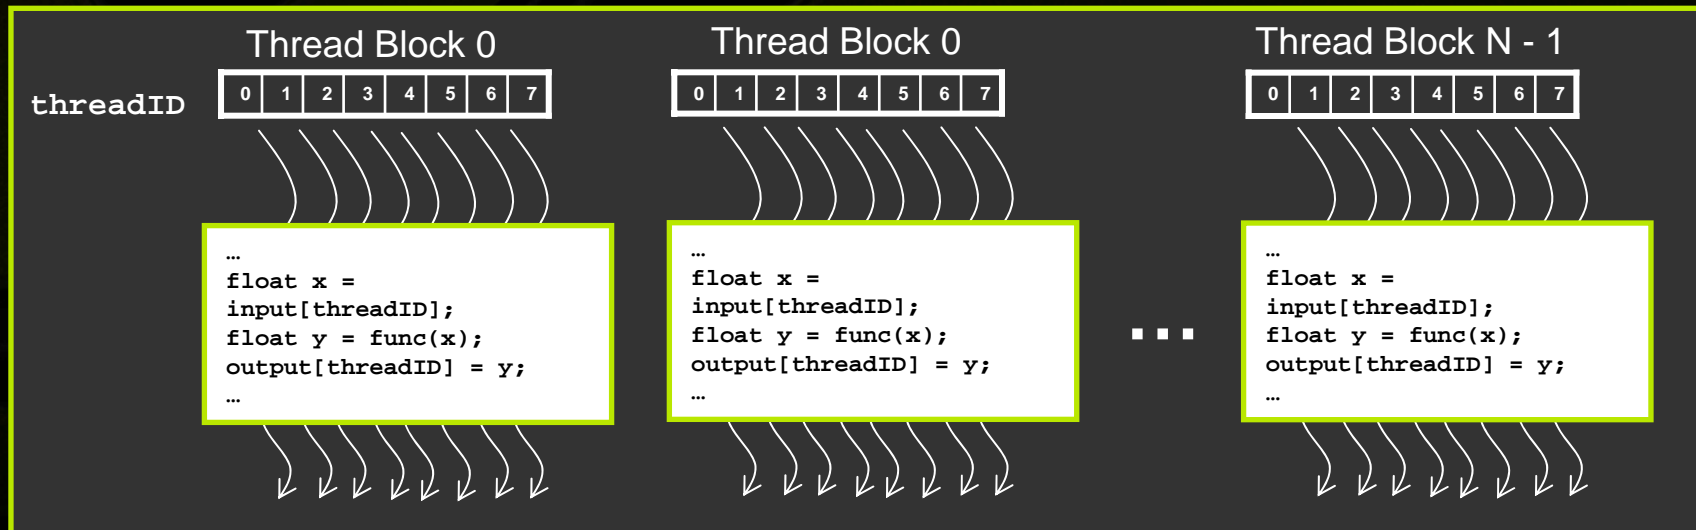 Thread Block 0
Thread Block 0
Thread Block N - 1
threadID
0 1 2 3 4 5 6 7
0 1 2 3 4 5 6 7
0 1 2 3 4 5 6 7
…
float x =
input[threadID];
float y = func(x);
output[threadID] = y;
…
…
float x =
input[threadID];
float y = func(x);
output[threadID] = y;
…
...
…
float x =
input[threadID];
float y = func(x);
output[threadID] = y;
…